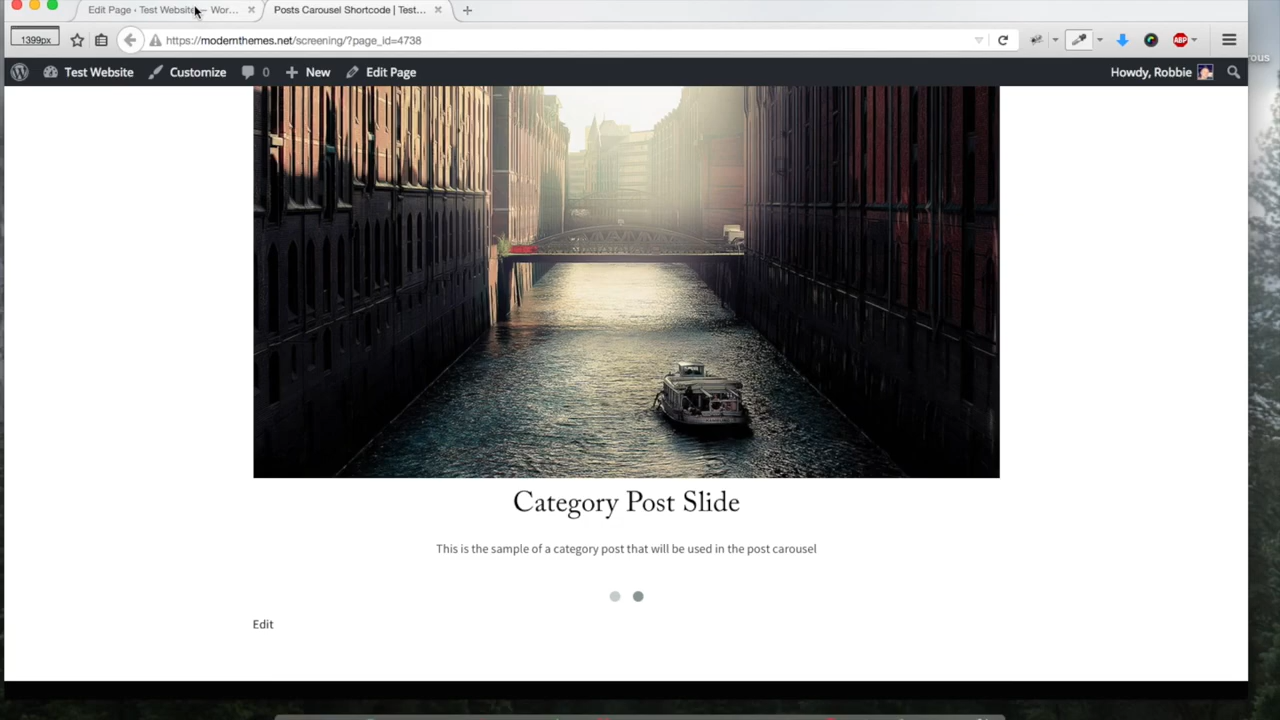 Edit Page ‹ Test Website — Wor...
Posts Carousel Shortcode | Test...
1399px
https://modernthemes.net/screening/?page_id=4738
ABP
ous
Test Website
Customize
0
New
Edit Page
Howdy, Robbie
Category Post Slide
This is the sample of a category post that will be used in the post carousel
Edit